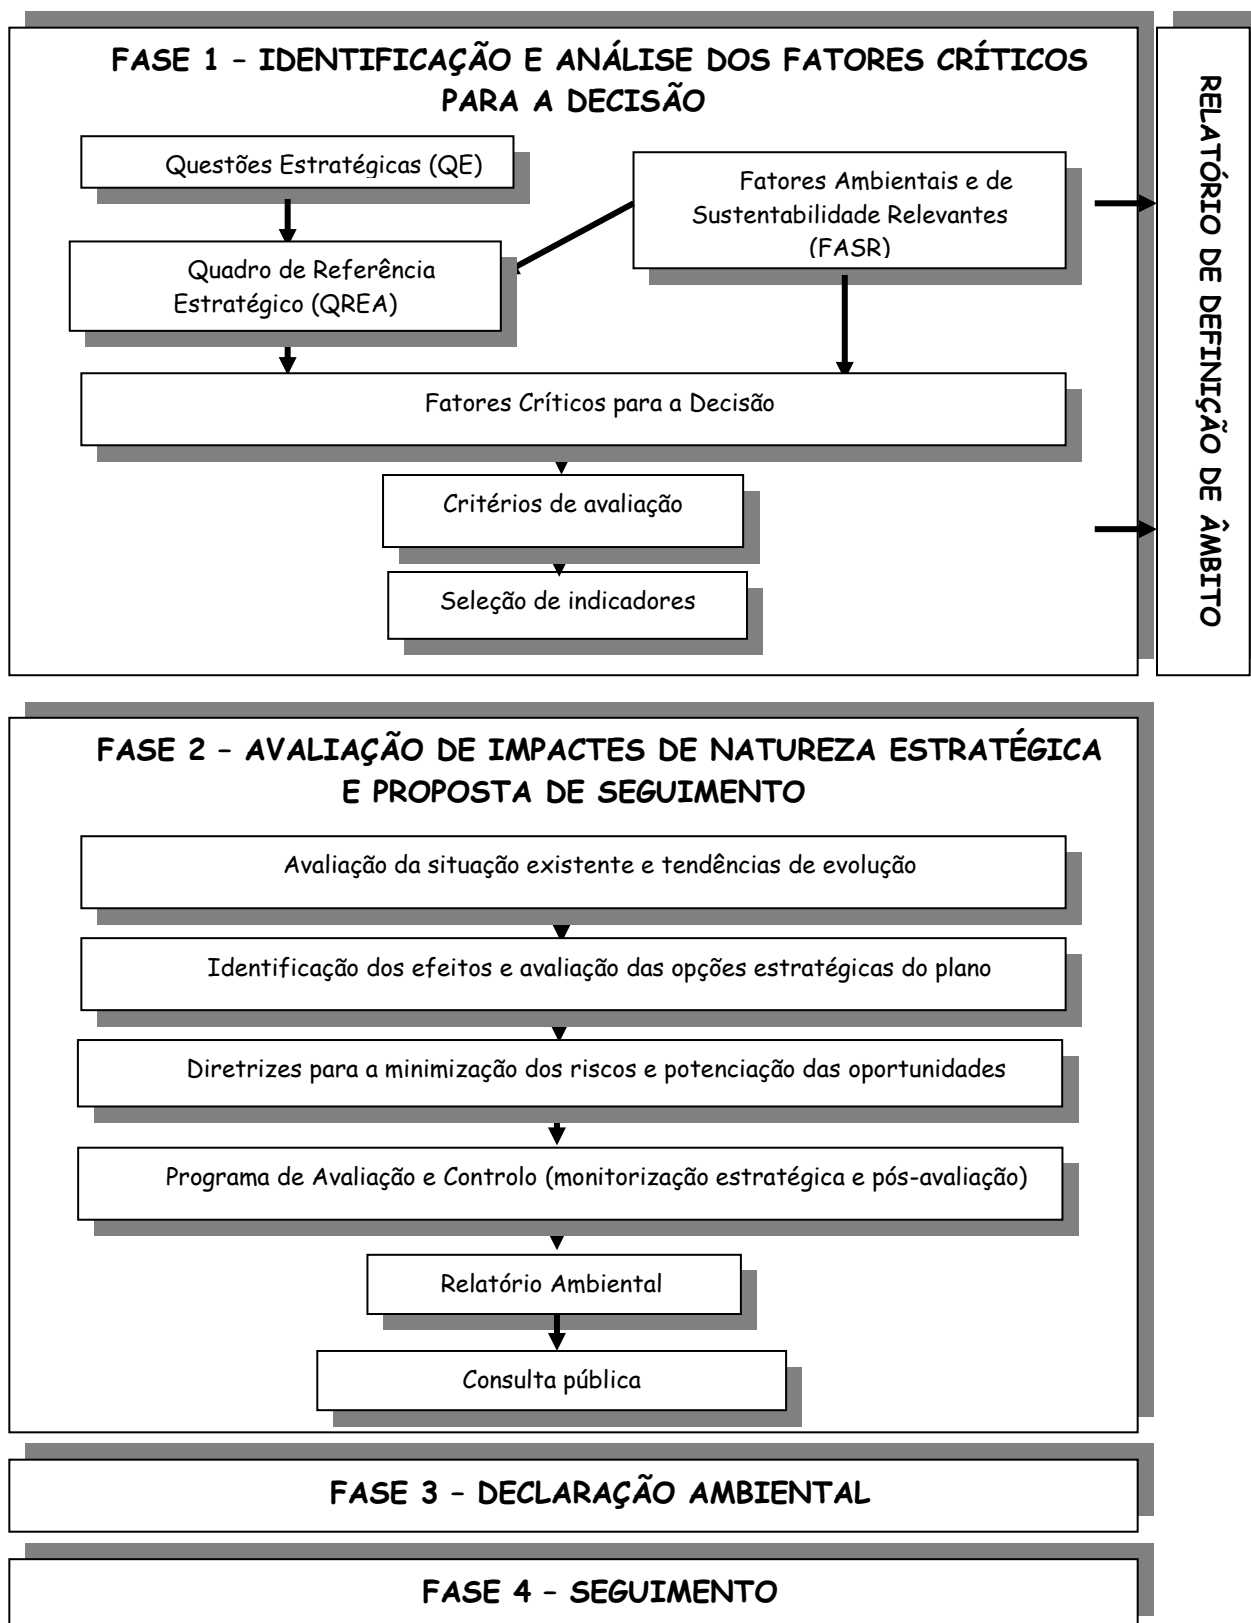 FASE 1 – IDENTIFICAÇÃO E ANÁLISE DOS FATORES CRÍTICOS
PARA A DECISÃO
Questões Estratégicas (QE)
Fatores Ambientais e de
Sustentabilidade Relevantes
(FASR)
Quadro de Referência
Estratégico (QREA)
Fatores Críticos para a Decisão
Critérios de avaliação
Seleção de indicadores
RELATÓRIO DE DEFINIÇÃO DE ÂMBITO
FASE 2 – AVALIAÇÃO DE IMPACTES DE NATUREZA ESTRATÉGICA
E PROPOSTA DE SEGUIMENTO
Avaliação da situação existente e tendências de evolução
Identificação dos efeitos e avaliação das opções estratégicas do plano
Diretrizes para a minimização dos riscos e potenciação das oportunidades
Programa de Avaliação e Controlo (monitorização estratégica e pós-avaliação)
Relatório Ambiental
Consulta pública
FASE 3 – DECLARAÇÃO AMBIENTAL
FASE 4 – SEGUIMENTO